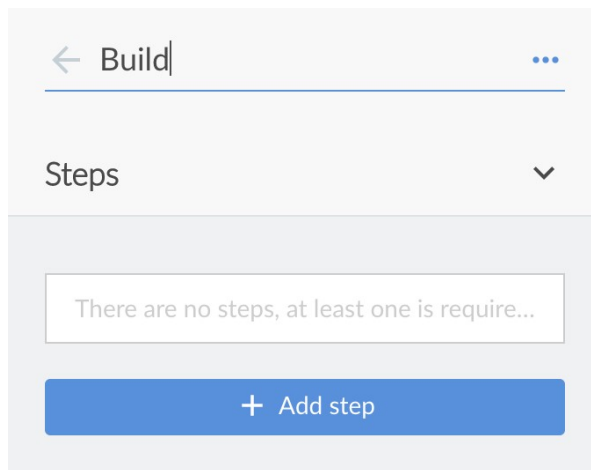 Build
Steps
There are no steps, at least one is require...
+ Add step